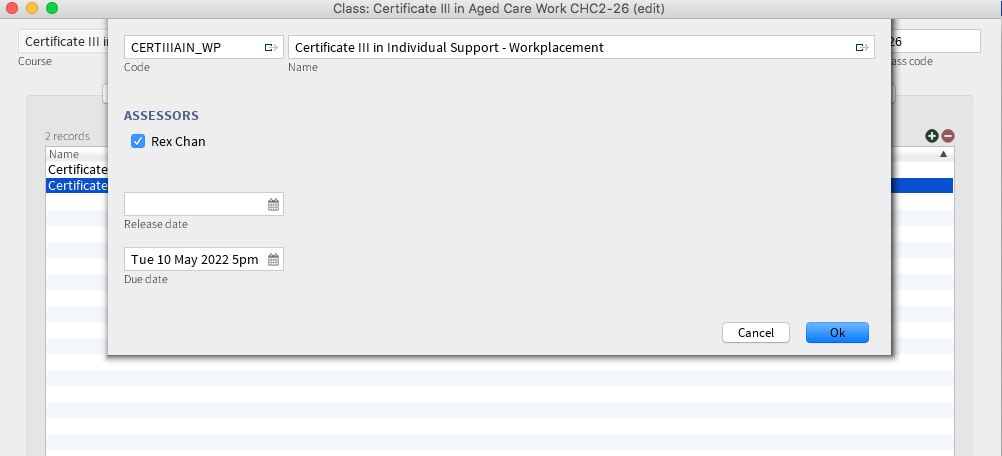 Class: Certificate III in Aged Care Work CHC2-26 (edit)
Certificate III i
26
Course
ass code
CERTIIIAIN_WP
Certificate III in Individual Support - Workplacement
Code
Name
ASSESSORS
Rex Chan
2 records
Name
Certificate
Certificate
Release date
Tue 10 May 2022 5pm
Due date
Cancel
Ok